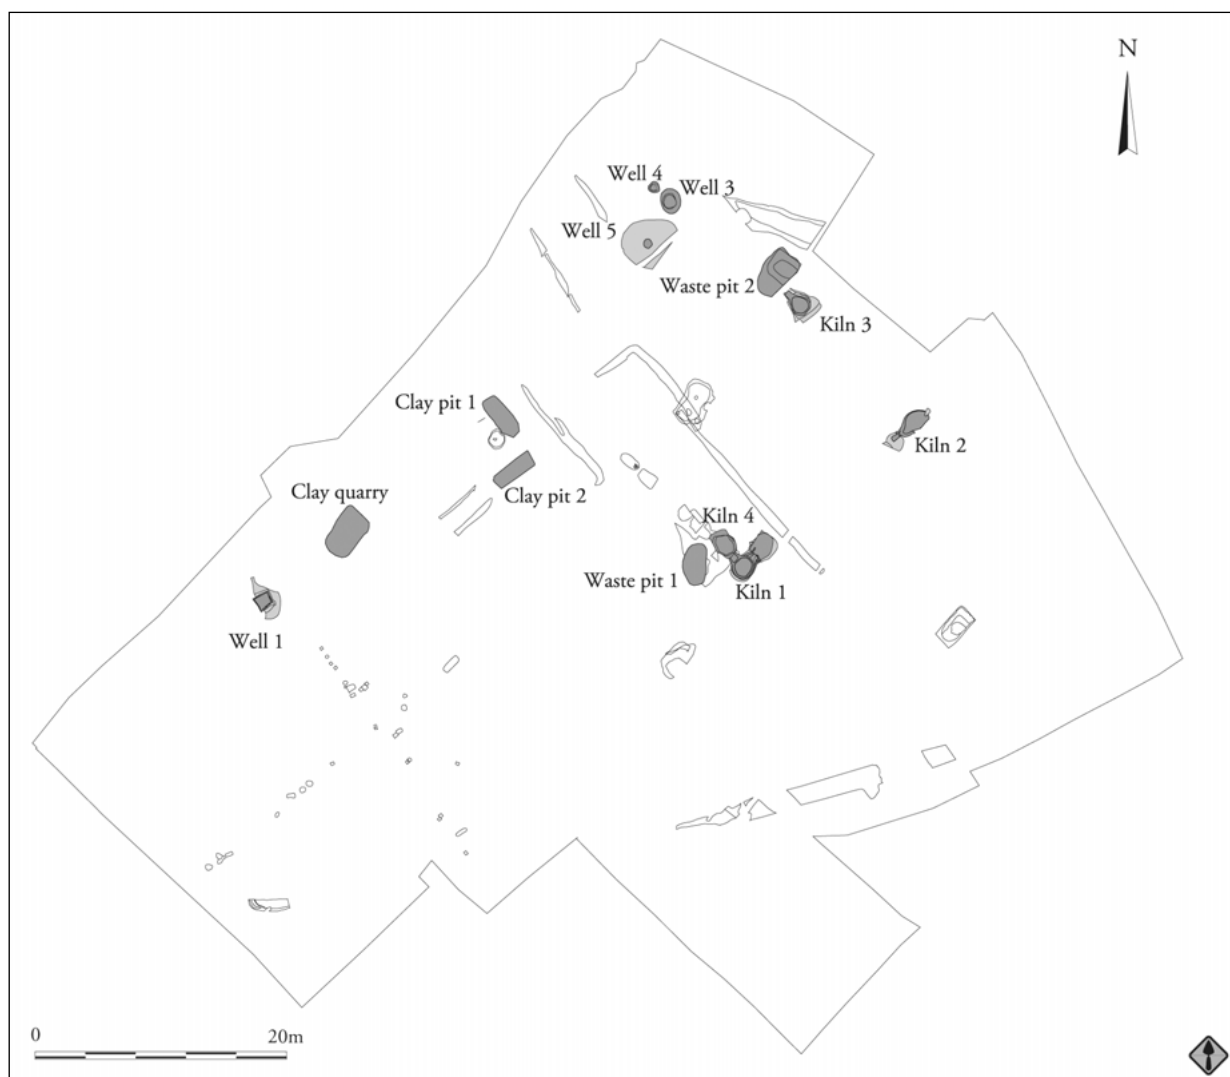 N
Well 4
Well 3
Well 5
Waste pit 2
Kiln 3
Clay pit 1
Kiln 2
Clay quarry
Clay pit 2
Kiln 4
Waste pit 1
Kiln 1
Well 1
0 20m